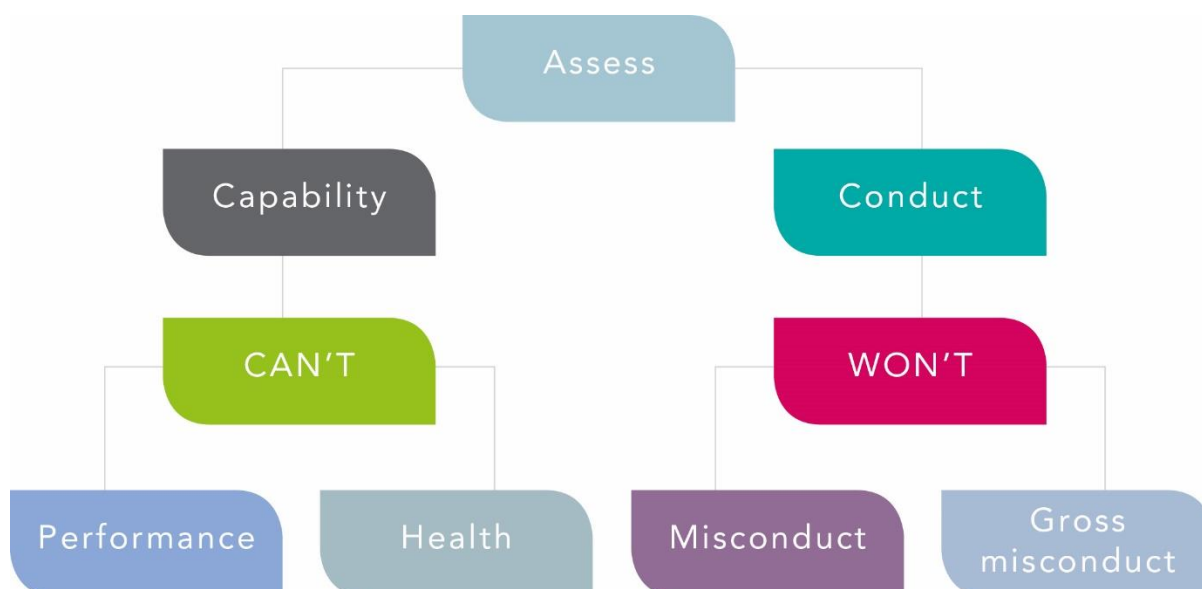 Assess
Capability
Conduct
CAN'T
WON'T
Performance
Health
Misconduct
Gross
misconduct